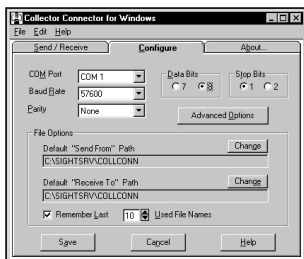 Collector Connector for Windows
File Edit Help
Send / Receive Configure About...
COM Port COM 1
Baud Rate 57600
Parity None
Data Bits
7 8
Stop Bits
1 2
Advanced Options
File Options
Default "Send From" Path Change
C:\SIGHTSRV\COLLCONN
Default "Receive To" Path Change
C:\SIGHTSRV\COLLCONN
Remember Last 10 Used File Names
Save Cancel Help